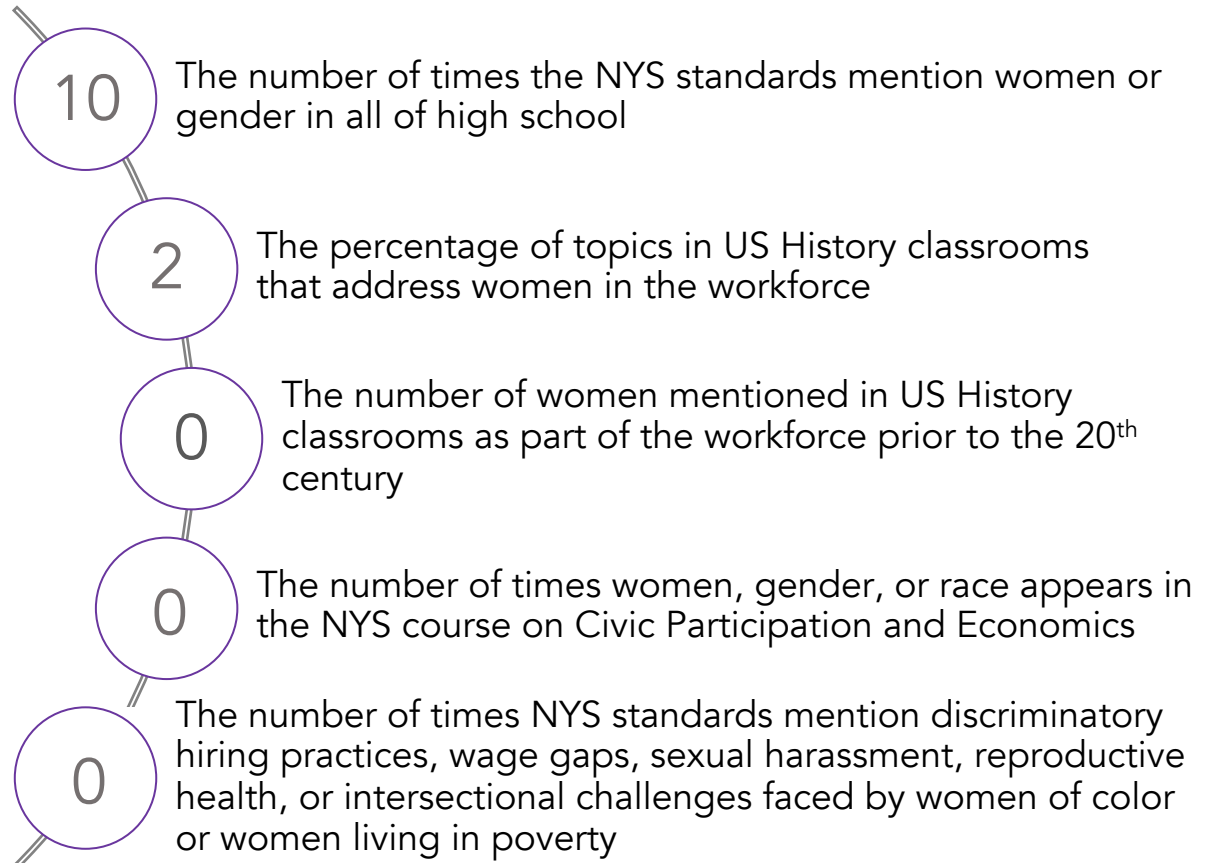 10
The number of times the NYS standards mention women or
gender in all of high school
2
The percentage of topics in US History classrooms
that address women in the workforce
0
The number of women mentioned in US History
classrooms as part of the workforce prior to the 20th
century
0
The number of times women, gender, or race appears in
the NYS course on Civic Participation and Economics
0
The number of times NYS standards mention discriminatory
hiring practices, wage gaps, sexual harassment, reproductive
health, or intersectional challenges faced by women of color
or women living in poverty